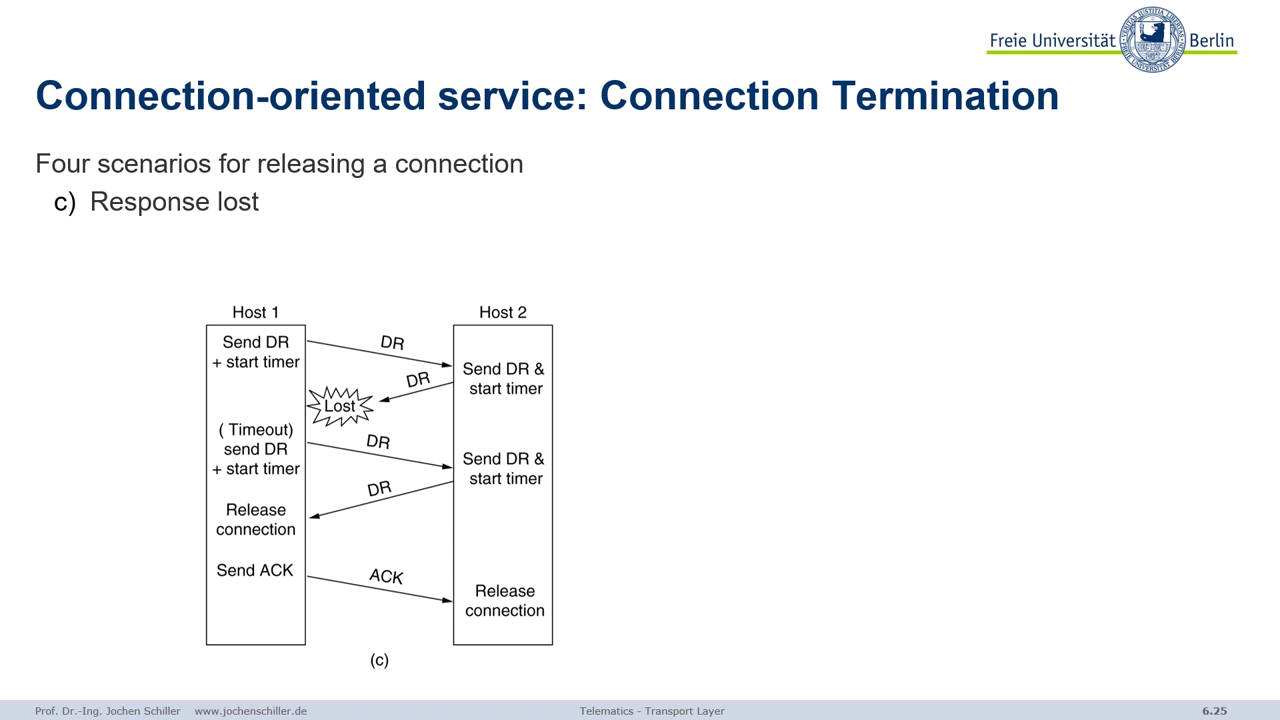 Freie Universität Berlin
Connection-oriented service: Connection Termination
Four scenarios for releasing a connection
c) Response lost
Host 1
Host 2
Send DR
+ start timer
DR
Send DR &
start timer
DR
Lost
( Timeout)
send DR
+ start timer
DR
Send DR &
start timer
DR
Release
connection
Send ACK
ACK
Release
connection
(c)
Prof. Dr.-Ing. Jochen Schiller www.jochenschiller.de
Telematics - Transport Layer
6.25